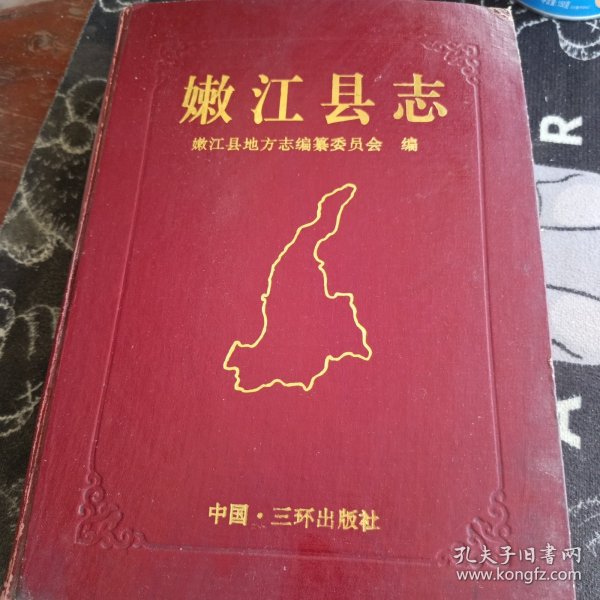 嫩江县志
嫩江县地方志编纂委员会 编
中国·三环出版社
R
A
孔夫子旧书网
www.kongfz.com